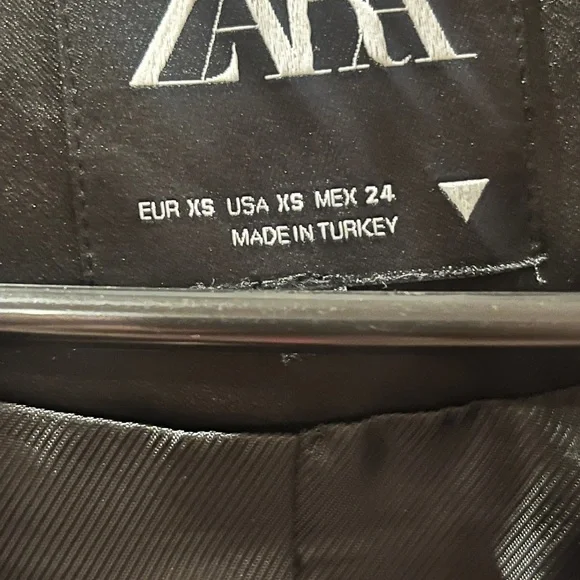 ZARA
EUR XS USA XS MEX 24
MADE IN TURKEY